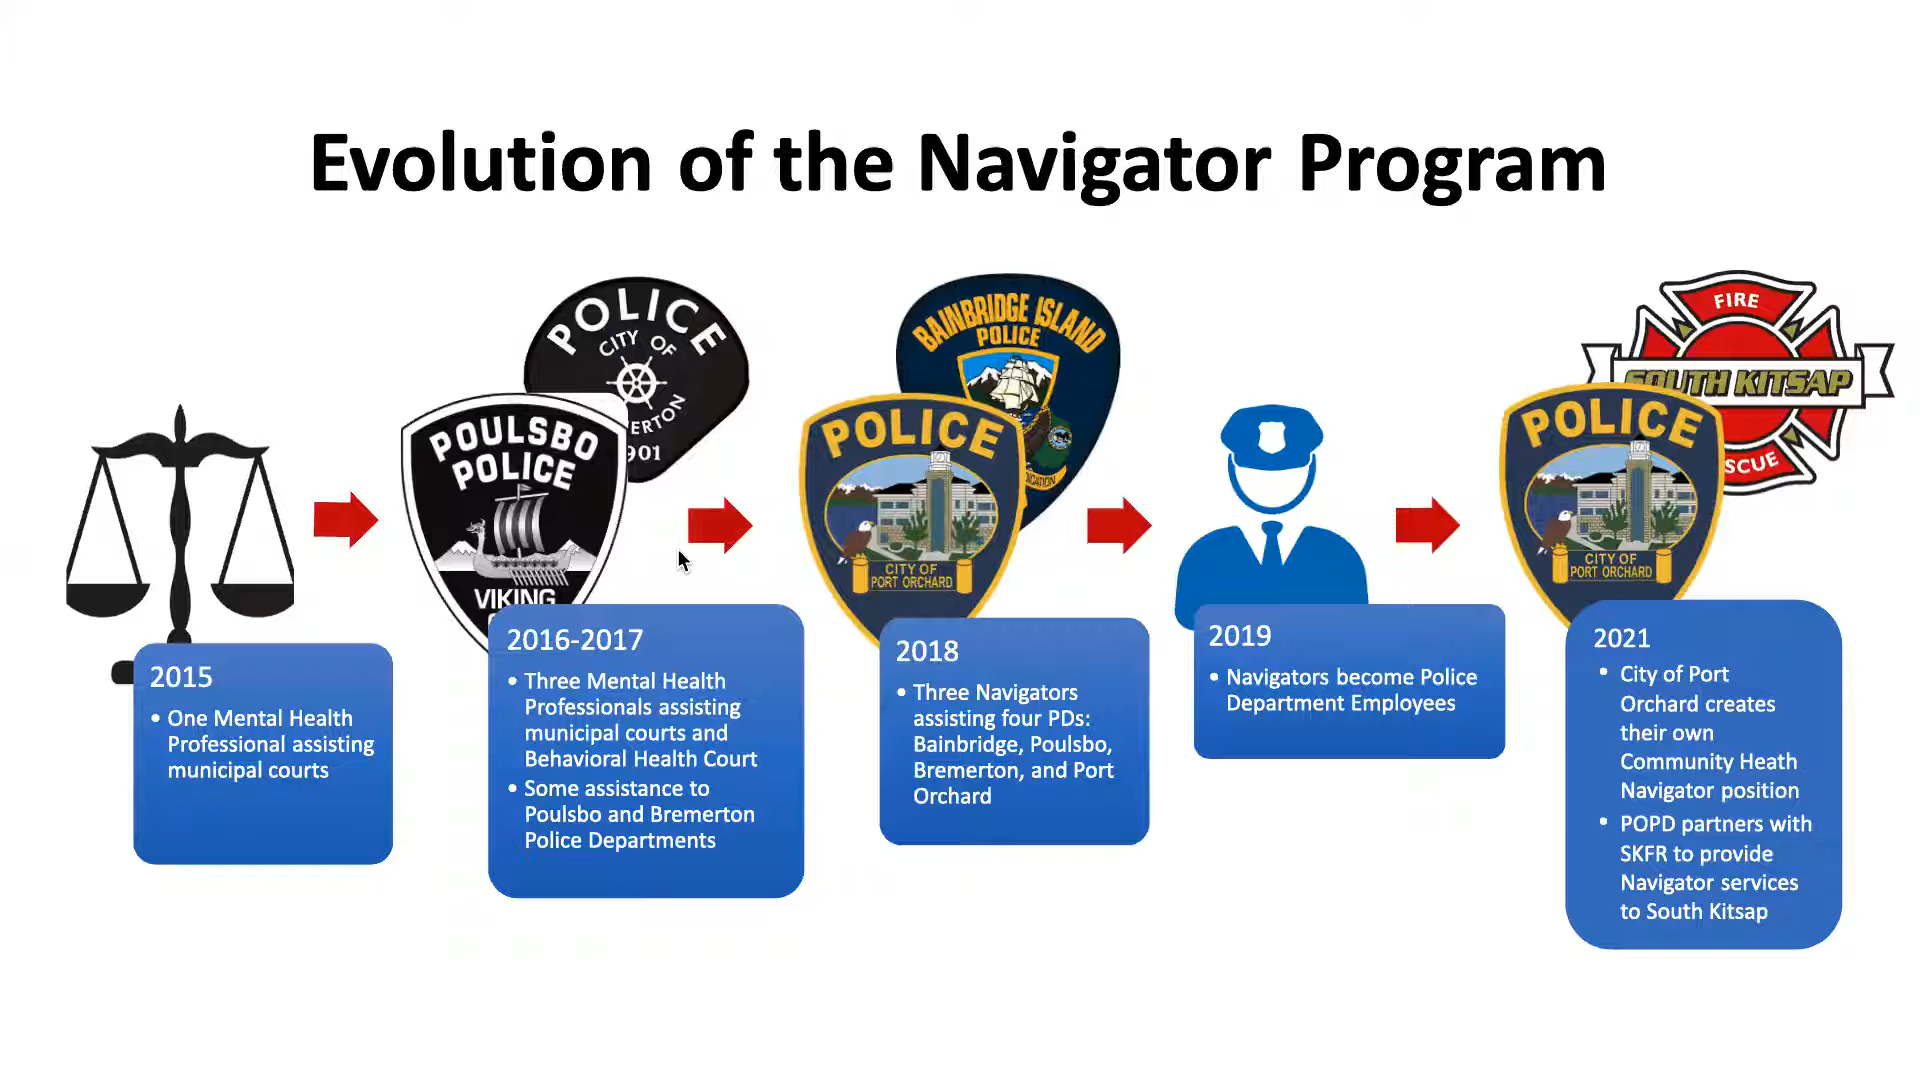 Evolution of the Navigator Program
POLICE
CITY OF
901
POULSBO
POLICE
VIKING
BAINBRIDGE ISLAND
POLICE
POLICE
CITY OF
PORT ORCHARD
FIRE
SOUTH KITSAP
POLICE
CITY OF
PORT ORCHARD
2015
• One Mental Health
Professional assisting
municipal courts
2016-2017
• Three Mental Health
Professionals assisting
municipal courts and
Behavioral Health Court
• Some assistance to
Poulsbo and Bremerton
Police Departments
2018
• Three Navigators
assisting four PDs:
Bainbridge, Poulsbo,
Bremerton, and Port
Orchard
2019
• Navigators become Police
Department Employees
2021
• City of Port
Orchard creates
their own
Community Heath
Navigator position
• POPD partners with
SKFR to provide
Navigator services
to South Kitsap